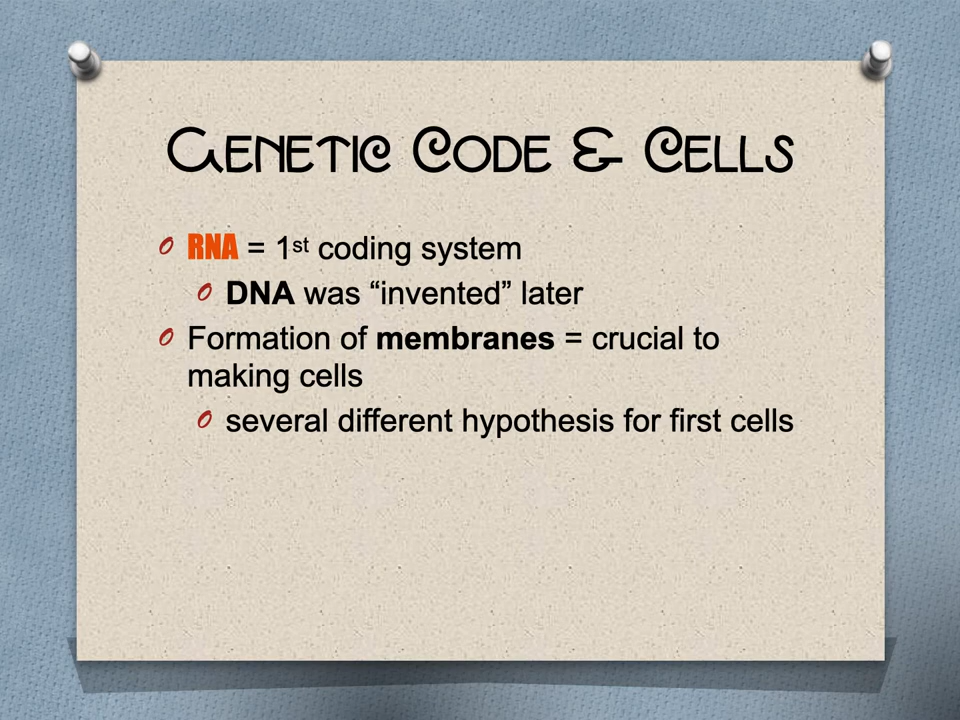 Genetic Code & Cells
RNA = 1st coding system
DNA was “invented” later
Formation of membranes = crucial to
making cells
several different hypothesis for first cells